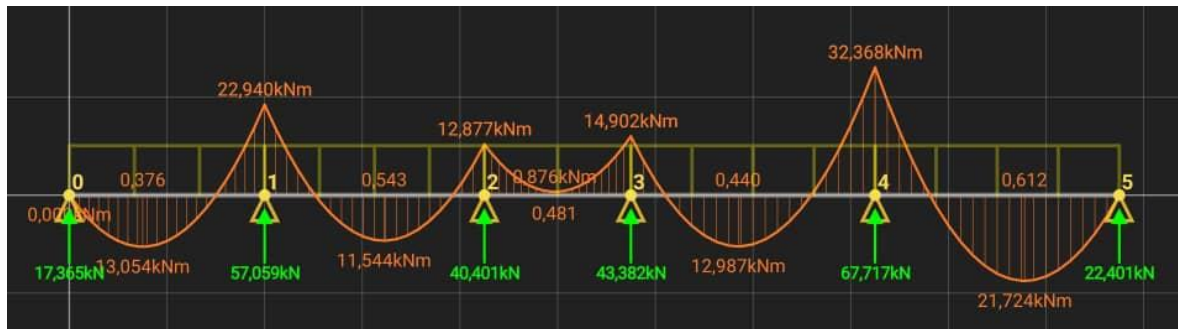 32,368kNm
22,940kNm
12,877kNm
14,902kNm
0 0,376 1 0,543 2 0,876kNm 3 0,440 4 0,612 5
0,481
13,054kNm
11,544kNm
12,987kNm
21,724kNm
17,365kN
57,059kN
40,401kN
43,382kN
67,717kN
22,401kN